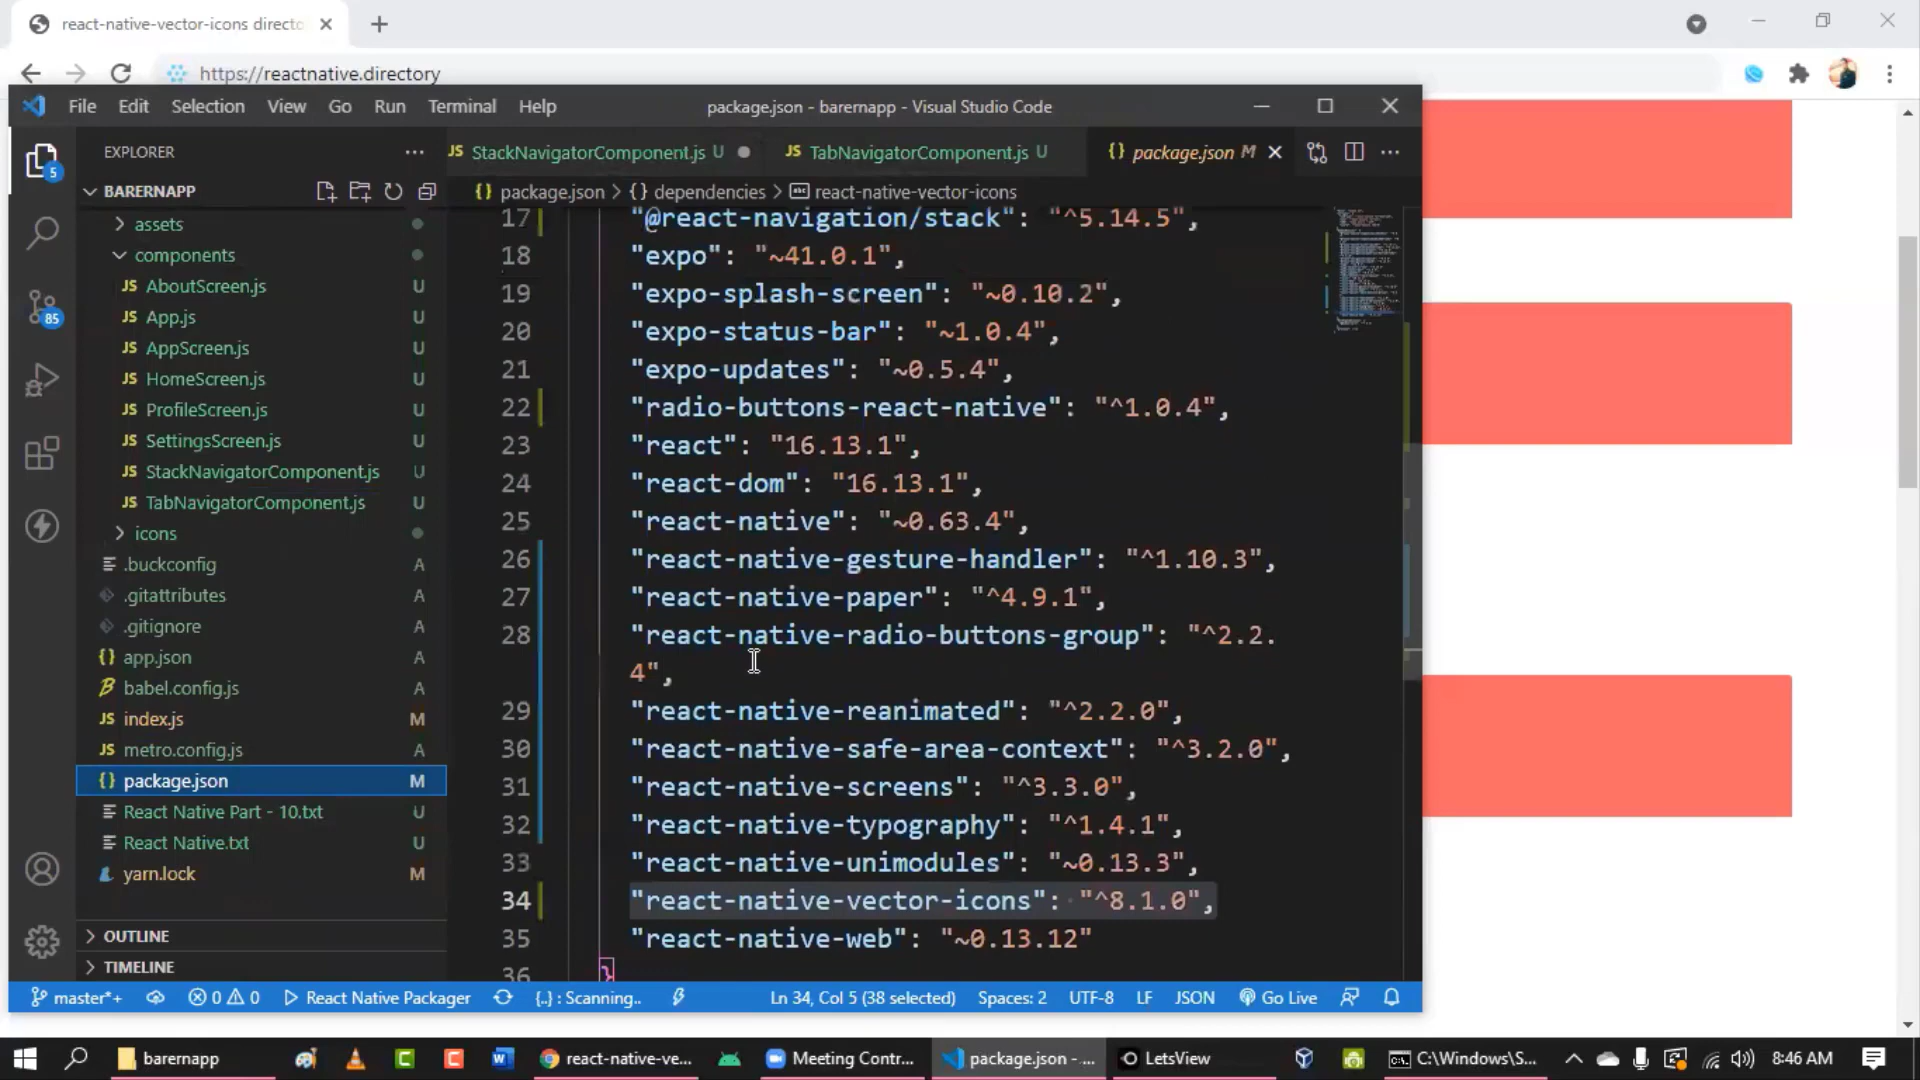 react-native-vector-icons directo
https://reactnative.directory
File Edit Selection View Go Run Terminal Help
package.json - barernapp - Visual Studio Code
EXPLORER
StackNavigatorComponent.js U
TabNavigatorComponent.js U
package.json M
BARERNAPP
package.json > {} dependencies > react-native-vector-icons
assets
components
AboutScreen.js U
App.js U
AppScreen.js U
HomeScreen.js U
ProfileScreen.js U
SettingsScreen.js U
StackNavigatorComponent.js U
TabNavigatorComponent.js U
icons
.buckconfig A
.gitattributes A
.gitignore A
app.json A
babel.config.js A
index.js M
metro.config.js A
package.json M
React Native Part - 10.txt U
React Native.txt U
yarn.lock M
OUTLINE
TIMELINE
5
85
17 "@react-navigation/stack": "^5.14.5",
18 "expo": "~41.0.1",
19 "expo-splash-screen": "~0.10.2",
20 "expo-status-bar": "~1.0.4",
21 "expo-updates": "~0.5.4",
22 "radio-buttons-react-native": "^1.0.4",
23 "react": "16.13.1",
24 "react-dom": "16.13.1",
25 "react-native": "~0.63.4",
26 "react-native-gesture-handler": "^1.10.3",
27 "react-native-paper": "^4.9.1",
28 "react-native-radio-buttons-group": "^2.2.
4",
29 "react-native-reanimated": "^2.2.0",
30 "react-native-safe-area-context": "^3.2.0",
31 "react-native-screens": "^3.3.0",
32 "react-native-typography": "^1.4.1",
33 "react-native-unimodules": "~0.13.3",
34 "react-native-vector-icons": "^8.1.0",
35 "react-native-web": "~0.13.12"
36 }
master*+ 0 0 React Native Packager {..} : Scanning.. Ln 34, Col 5 (38 selected) Spaces: 2 UTF-8 LF JSON Go Live
barernapp react-native-ve... Meeting Contr... package.json - ... LetsView C:\Windows\S... 8:46 AM